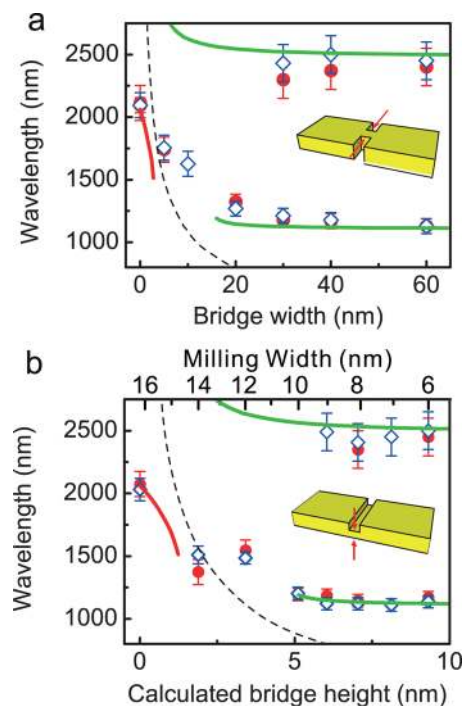 a
2500
2000
1500
1000
Wavelength (nm)
0 20 40 60
Bridge width (nm)
b
Milling Width (nm)
16 14 12 10 8 6
2500
2000
1500
1000
Wavelength (nm)
0 5 10
Calculated bridge height (nm)